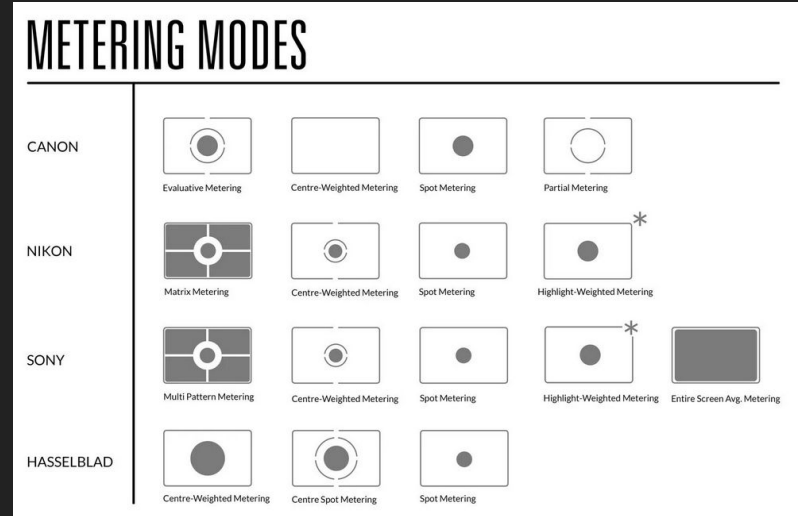 METERING MODES
CANON
Evaluative Metering
Centre-Weighted Metering
Spot Metering
Partial Metering
NIKON
Matrix Metering
Centre-Weighted Metering
Spot Metering
Highlight-Weighted Metering
SONY
Multi Pattern Metering
Centre-Weighted Metering
Spot Metering
Highlight-Weighted Metering
Entire Screen Avg. Metering
HASSELBLAD
Centre-Weighted Metering
Centre Spot Metering
Spot Metering